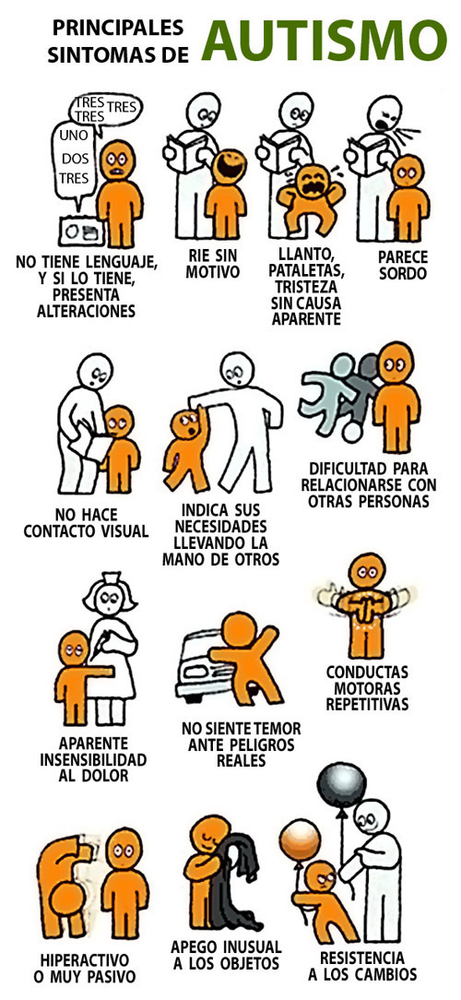 PRINCIPALES
SINTOMAS DE AUTISMO
TRES TRES
TRES
UNO
DOS
TRES
NO TIENE LENGUAJE,
Y SI LO TIENE,
PRESENTA
ALTERACIONES
RIE SIN
MOTIVO
LLANTO,
PATALETAS,
TRISTEZA
SIN CAUSA
APARENTE
PARECE
SORDO
NO HACE
CONTACTO VISUAL
INDICA SUS
NECESIDADES
LLEVANDO LA
MANO DE OTROS
DIFICULTAD PARA
RELACIONARSE CON
OTRAS PERSONAS
APARENTE
INSENSIBILIDAD
AL DOLOR
NO SIENTE TEMOR
ANTE PELIGROS
REALES
CONDUCTAS
MOTORAS
REPETITIVAS
HIPERACTIVO
O MUY PASIVO
APEGO INUSUAL
A LOS OBJETOS
RESISTENCIA
A LOS CAMBIOS